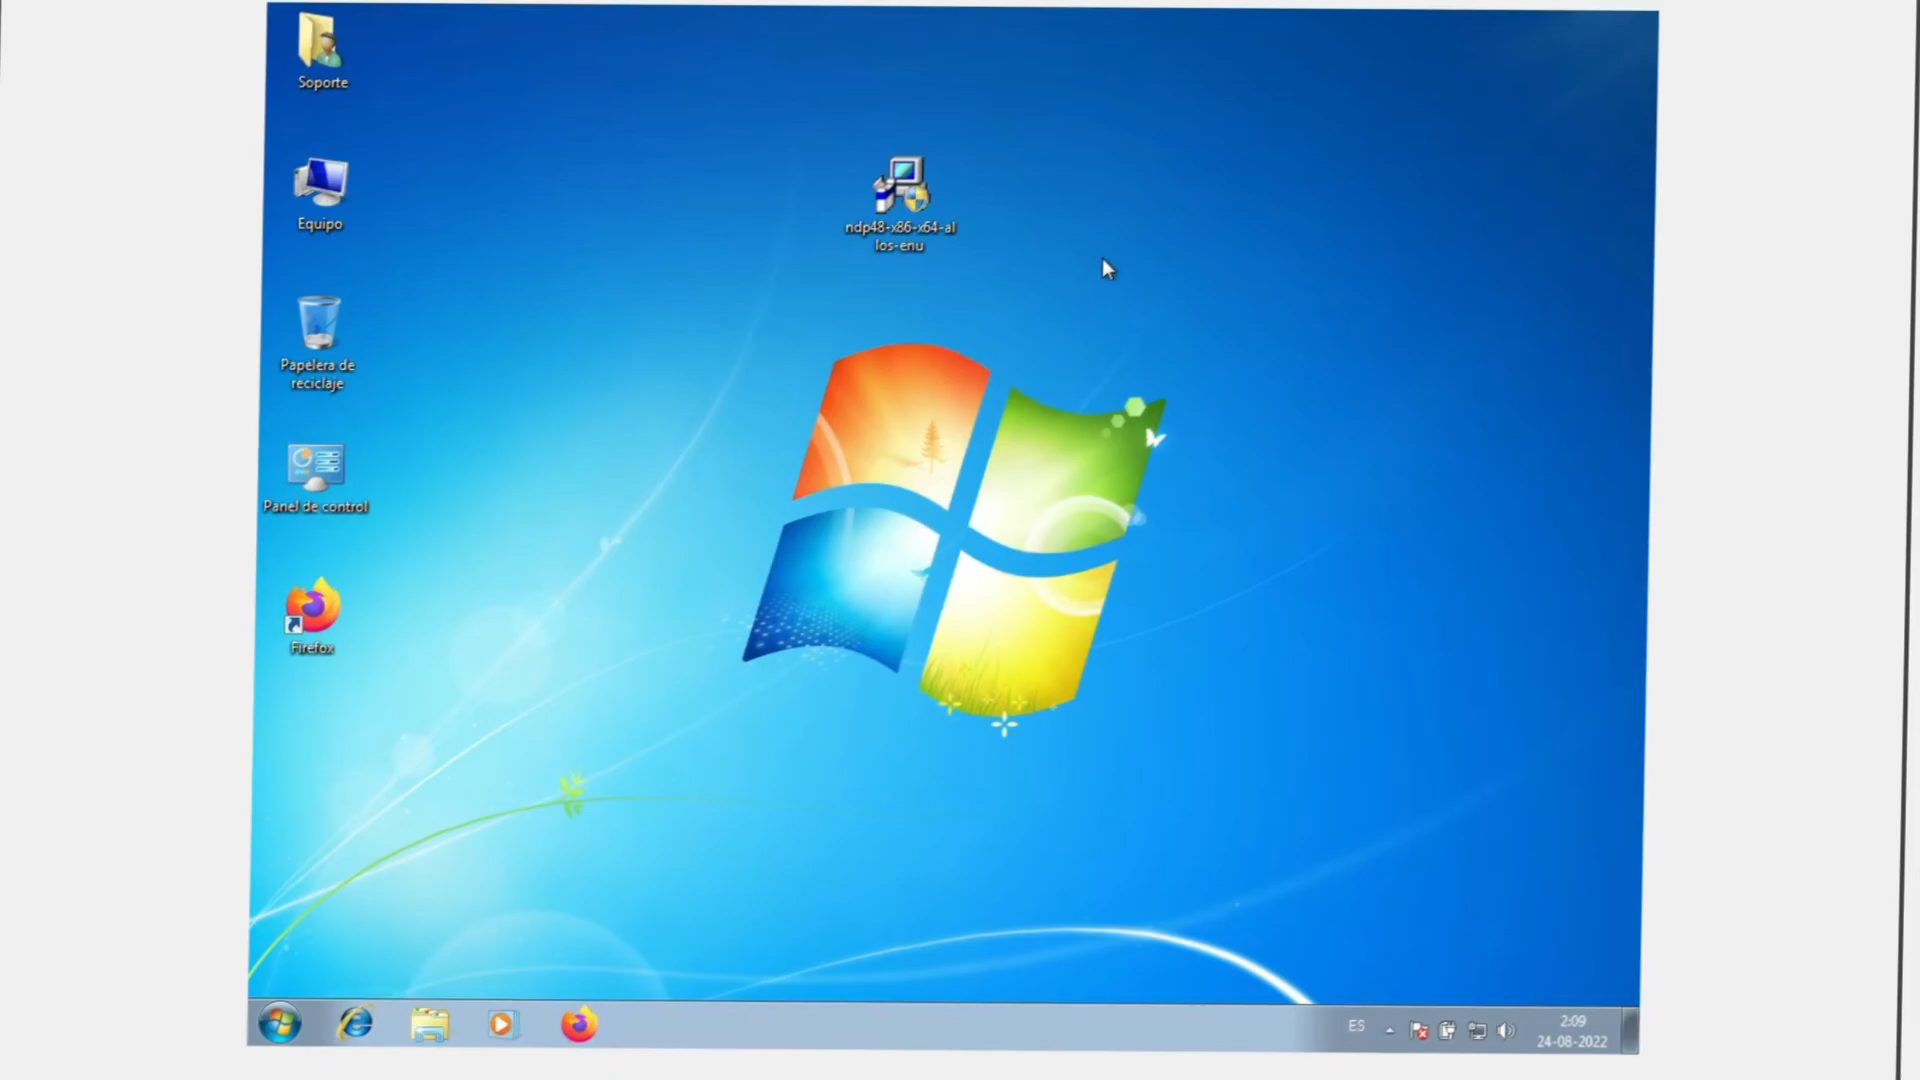 Soporte
Equipo
Papelera de
reciclaje
Panel de control
Firefox
ndp48-x86-x64-al
los-enu
ES
2:09
24-08-2022